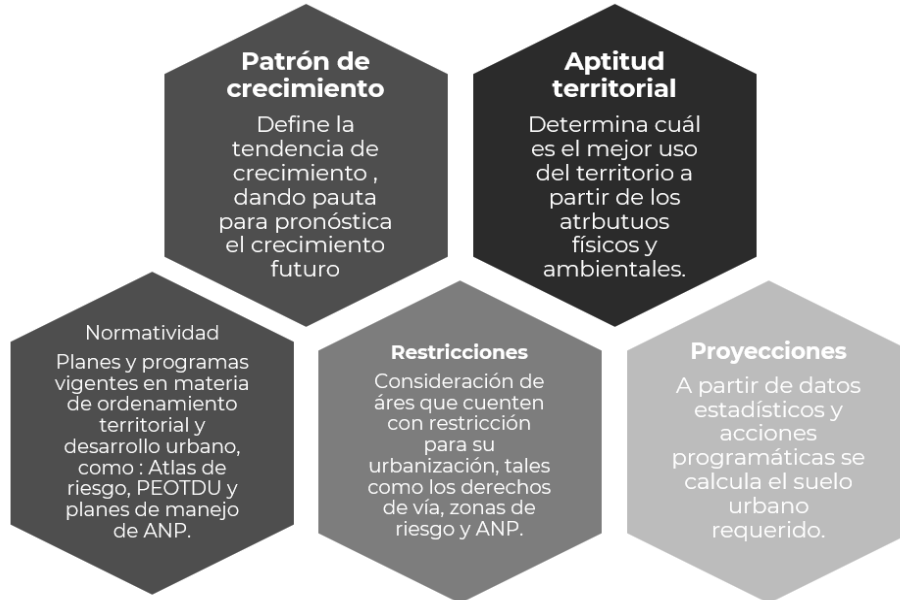 Patrón de
crecimiento
Define la
tendencia de
crecimiento ,
dando pauta
para pronóstica
el crecimiento
futuro
Aptitud
territorial
Determina cuál
es el mejor uso
del territorio a
partir de los
atrbutuos
físicos y
ambientales.
Normatividad
Planes y programas
vigentes en materia
de ordenamiento
territorial y
desarrollo urbano,
como : Atlas de
riesgo, PEOTDU y
planes de manejo
de ANP.
Restricciones
Consideración de
áres que cuenten
con restricción
para su
urbanización, tales
como los derechos
de vía, zonas de
riesgo y ANP.
Proyecciones
A partir de datos
estadísticos y
acciones
programáticas se
calcula el suelo
urbano
requerido.